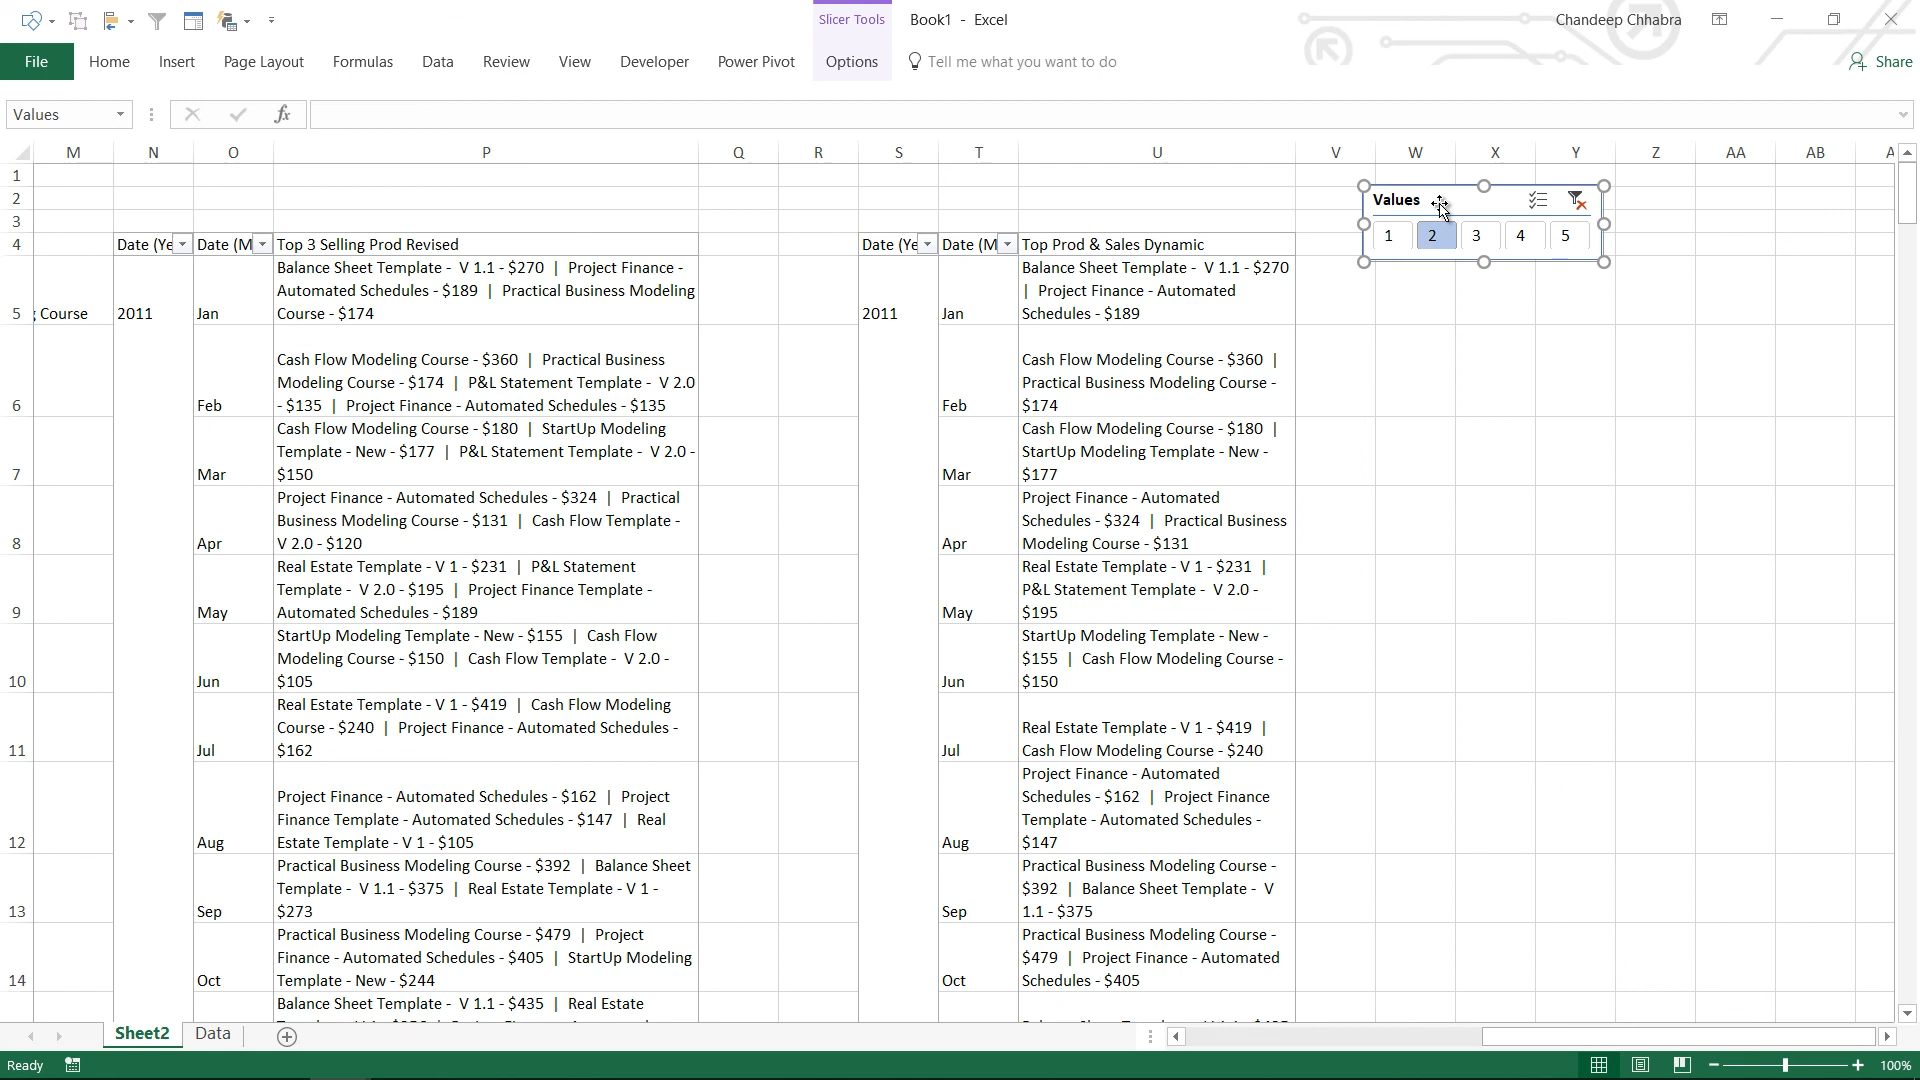 Slicer Tools
Book1 - Excel
Chandeep Chhabra
File Home Insert Page Layout Formulas Data Review View Developer Power Pivot Options Tell me what you want to do Share
Values fx
M N O P Q R S T U V W X Y Z AA AB
1
2
3
Values
1 2 3 4 5
4 Date (Ye Date (M Top 3 Selling Prod Revised Date (Ye Date (M Top Prod & Sales Dynamic
5 Course 2011 Jan
Balance Sheet Template - V 1.1 - $270 | Project Finance -
Automated Schedules - $189 | Practical Business Modeling
Course - $174
2011 Jan
Balance Sheet Template - V 1.1 - $270
| Project Finance - Automated
Schedules - $189
6 Feb
Cash Flow Modeling Course - $360 | Practical Business
Modeling Course - $174 | P&L Statement Template - V 2.0
- $135 | Project Finance - Automated Schedules - $135
Feb
Cash Flow Modeling Course - $360 |
Practical Business Modeling Course -
$174
7 Mar
Cash Flow Modeling Course - $180 | StartUp Modeling
Template - New - $177 | P&L Statement Template - V 2.0 -
$150
Mar
Cash Flow Modeling Course - $180 |
StartUp Modeling Template - New -
$177
8 Apr
Project Finance - Automated Schedules - $324 | Practical
Business Modeling Course - $131 | Cash Flow Template -
V 2.0 - $120
Apr
Project Finance - Automated
Schedules - $324 | Practical Business
Modeling Course - $131
9 May
Real Estate Template - V 1 - $231 | P&L Statement
Template - V 2.0 - $195 | Project Finance Template -
Automated Schedules - $189
May
Real Estate Template - V 1 - $231 |
P&L Statement Template - V 2.0 -
$195
10 Jun
StartUp Modeling Template - New - $155 | Cash Flow
Modeling Course - $150 | Cash Flow Template - V 2.0 -
$105
Jun
StartUp Modeling Template - New -
$155 | Cash Flow Modeling Course -
$150
11 Jul
Real Estate Template - V 1 - $419 | Cash Flow Modeling
Course - $240 | Project Finance - Automated Schedules -
$162
Jul
Real Estate Template - V 1 - $419 |
Cash Flow Modeling Course - $240
12 Aug
Project Finance - Automated Schedules - $162 | Project
Finance Template - Automated Schedules - $147 | Real
Estate Template - V 1 - $105
Aug
Project Finance - Automated
Schedules - $162 | Project Finance
Template - Automated Schedules -
$147
13 Sep
Practical Business Modeling Course - $392 | Balance Sheet
Template - V 1.1 - $375 | Real Estate Template - V 1 -
$273
Sep
Practical Business Modeling Course -
$392 | Balance Sheet Template - V
1.1 - $375
14 Oct
Practical Business Modeling Course - $479 | Project
Finance - Automated Schedules - $405 | StartUp Modeling
Template - New - $244
Oct
Practical Business Modeling Course -
$479 | Project Finance - Automated
Schedules - $405
Balance Sheet Template - V 1.1 - $435 | Real Estate
Sheet2 Data
Ready 100%